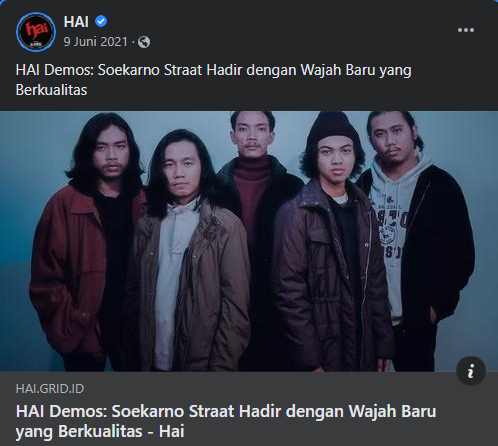 hai
HAI
9 Juni 2021 ·
HAI Demos: Soekarno Straat Hadir dengan Wajah Baru yang
Berkualitas
HAI.GRID.ID
HAI Demos: Soekarno Straat Hadir dengan Wajah Baru
yang Berkualitas - Hai